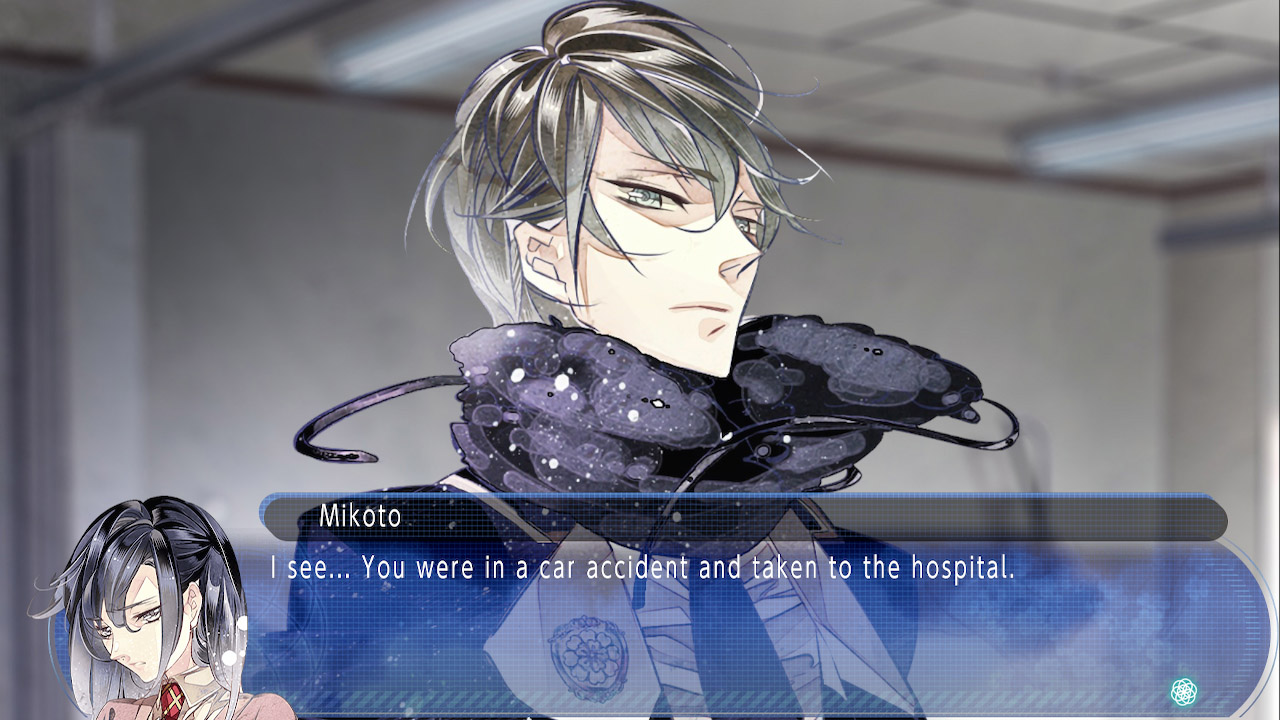 Mikoto
I see... You were in a car accident and taken to the hospital.